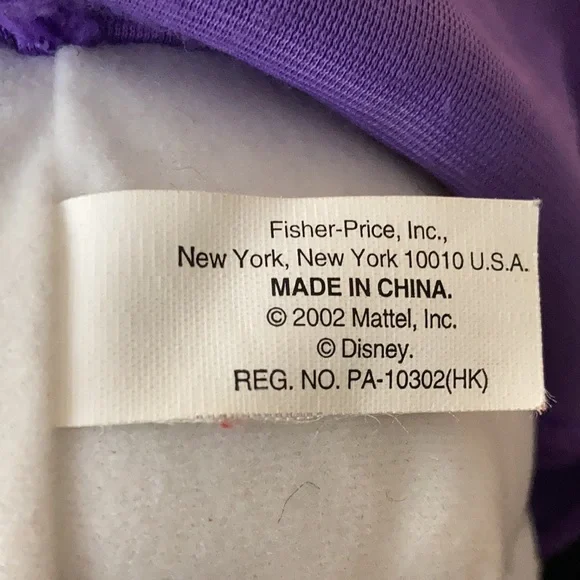 Fisher-Price, Inc.,
New York, New York 10010 U.S.A.
MADE IN CHINA.
© 2002 Mattel, Inc.
© Disney.
REG. NO. PA-10302(HK)